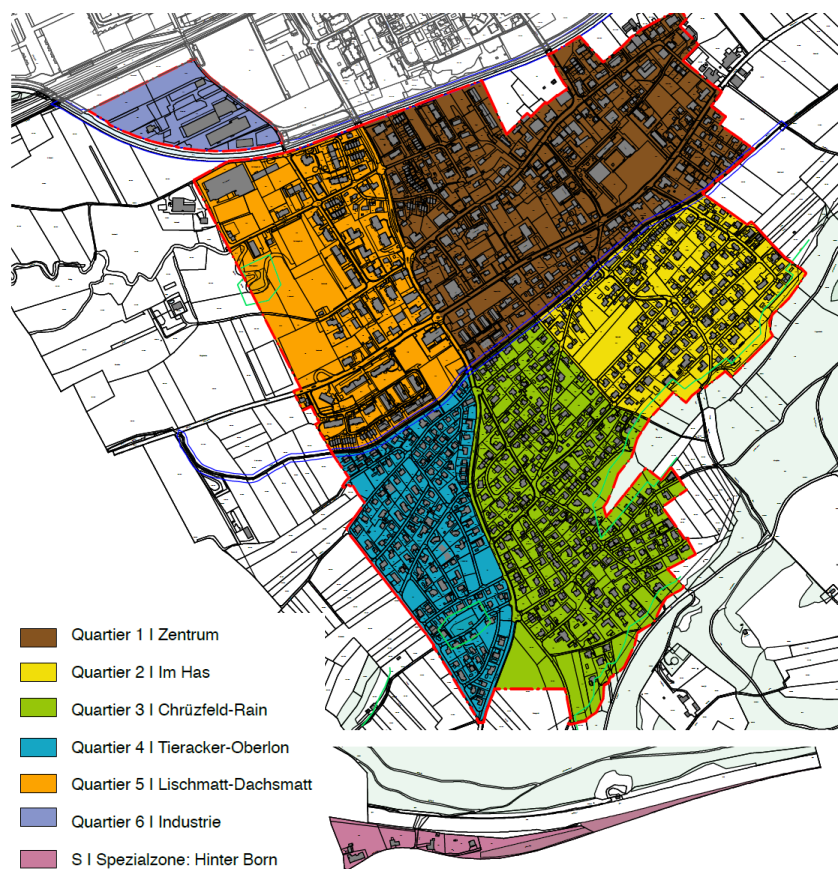 Quartier 1 I Zentrum
Quartier 2 I Im Has
Quartier 3 I Chrüzfeld-Rain
Quartier 4 I Tieracker-Oberlon
Quartier 5 I Lischmatt-Dachsmatt
Quartier 6 I Industrie
S I Spezialzone: Hinter Born